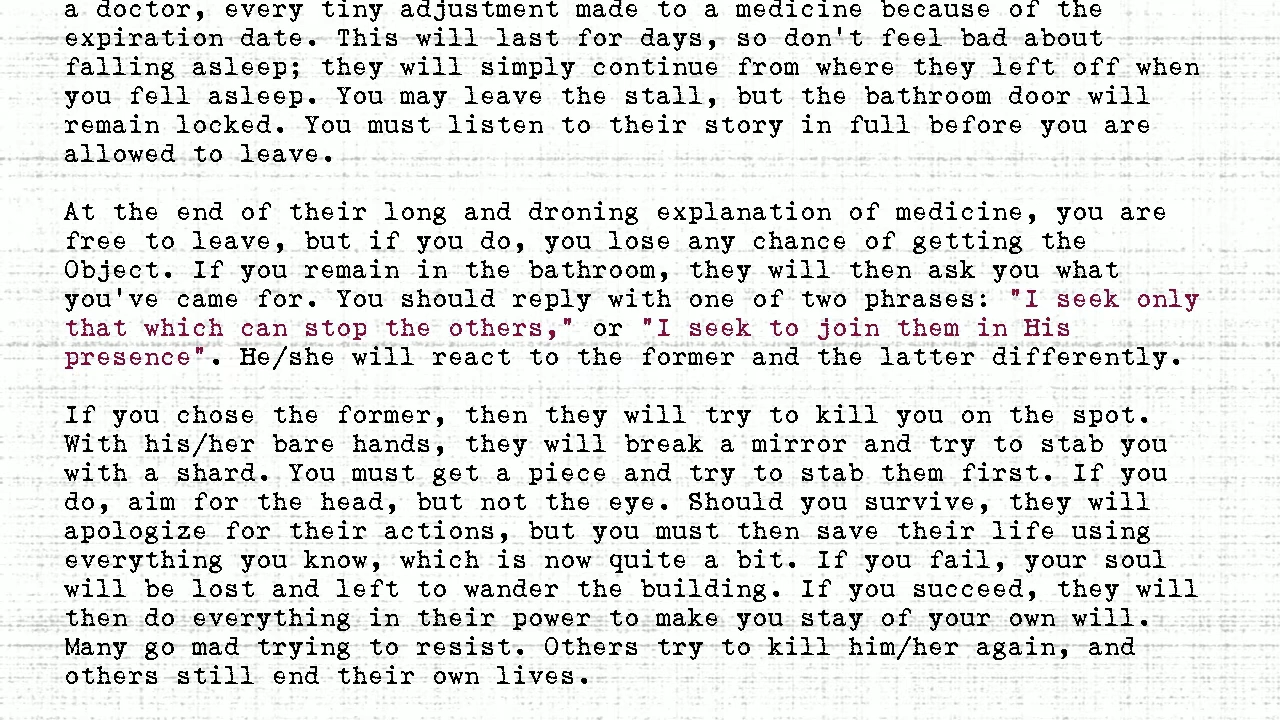 a doctor, every tiny adjustment made to a medicine because of the
expiration date. This will last for days, so don't feel bad about
falling asleep; they will simply continue from where they left off when
you fell asleep. You may leave the stall, but the bathroom door will
remain locked. You must listen to their story in full before you are
allowed to leave.
At the end of their long and droning explanation of medicine, you are
free to leave, but if you do, you lose any chance of getting the
Object. If you remain in the bathroom, they will then ask you what
you've came for. You should reply with one of two phrases: "I seek only
that which can stop the others," or "I seek to join them in His
presence". He/she will react to the former and the latter differently.
If you chose the former, then they will try to kill you on the spot.
With his/her bare hands, they will break a mirror and try to stab you
with a shard. You must get a piece and try to stab them first. If you
do, aim for the head, but not the eye. Should you survive, they will
apologize for their actions, but you must then save their life using
everything you know, which is now quite a bit. If you fail, your soul
will be lost and left to wander the building. If you succeed, they will
then do everything in their power to make you stay of your own will.
Many go mad trying to resist. Others try to kill him/her again, and
others still end their own lives.